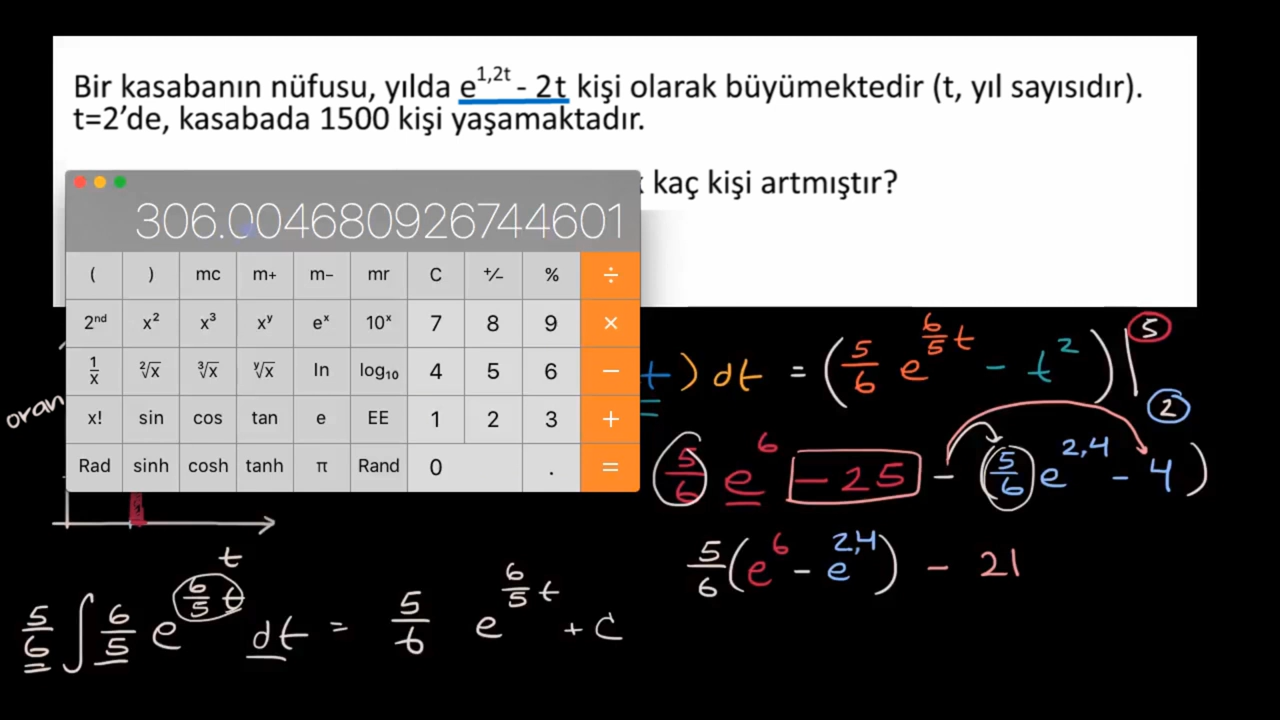 Bir kasabanın nüfusu, yılda e^1,2t - 2t kişi olarak büyümektedir (t, yıl sayısıdır).
t=2’de, kasabada 1500 kişi yaşamaktadır.
kaç kişi artmıştır?
306.004680926744601
( ) mc m+ m− mr C +/− % ÷
2nd x² x³ xʸ eˣ 10ˣ 7 8 9 ×
1/x ²√x ³√x ʸ√x ln log₁₀ 4 5 6 −
x! sin cos tan e EE 1 2 3 +
Rad sinh cosh tanh π Rand 0 . =
t ) dt = (5/6 e^(6/5 t) - t²) | 5 2
oran
5/6 e^6 - 25 - (5/6 e^2,4 - 4)
t
5/6 (e^6 - e^2,4) - 21
5/6 ∫ 6/5 e^(6/5 t) dt = 5/6 e^(6/5 t) + C